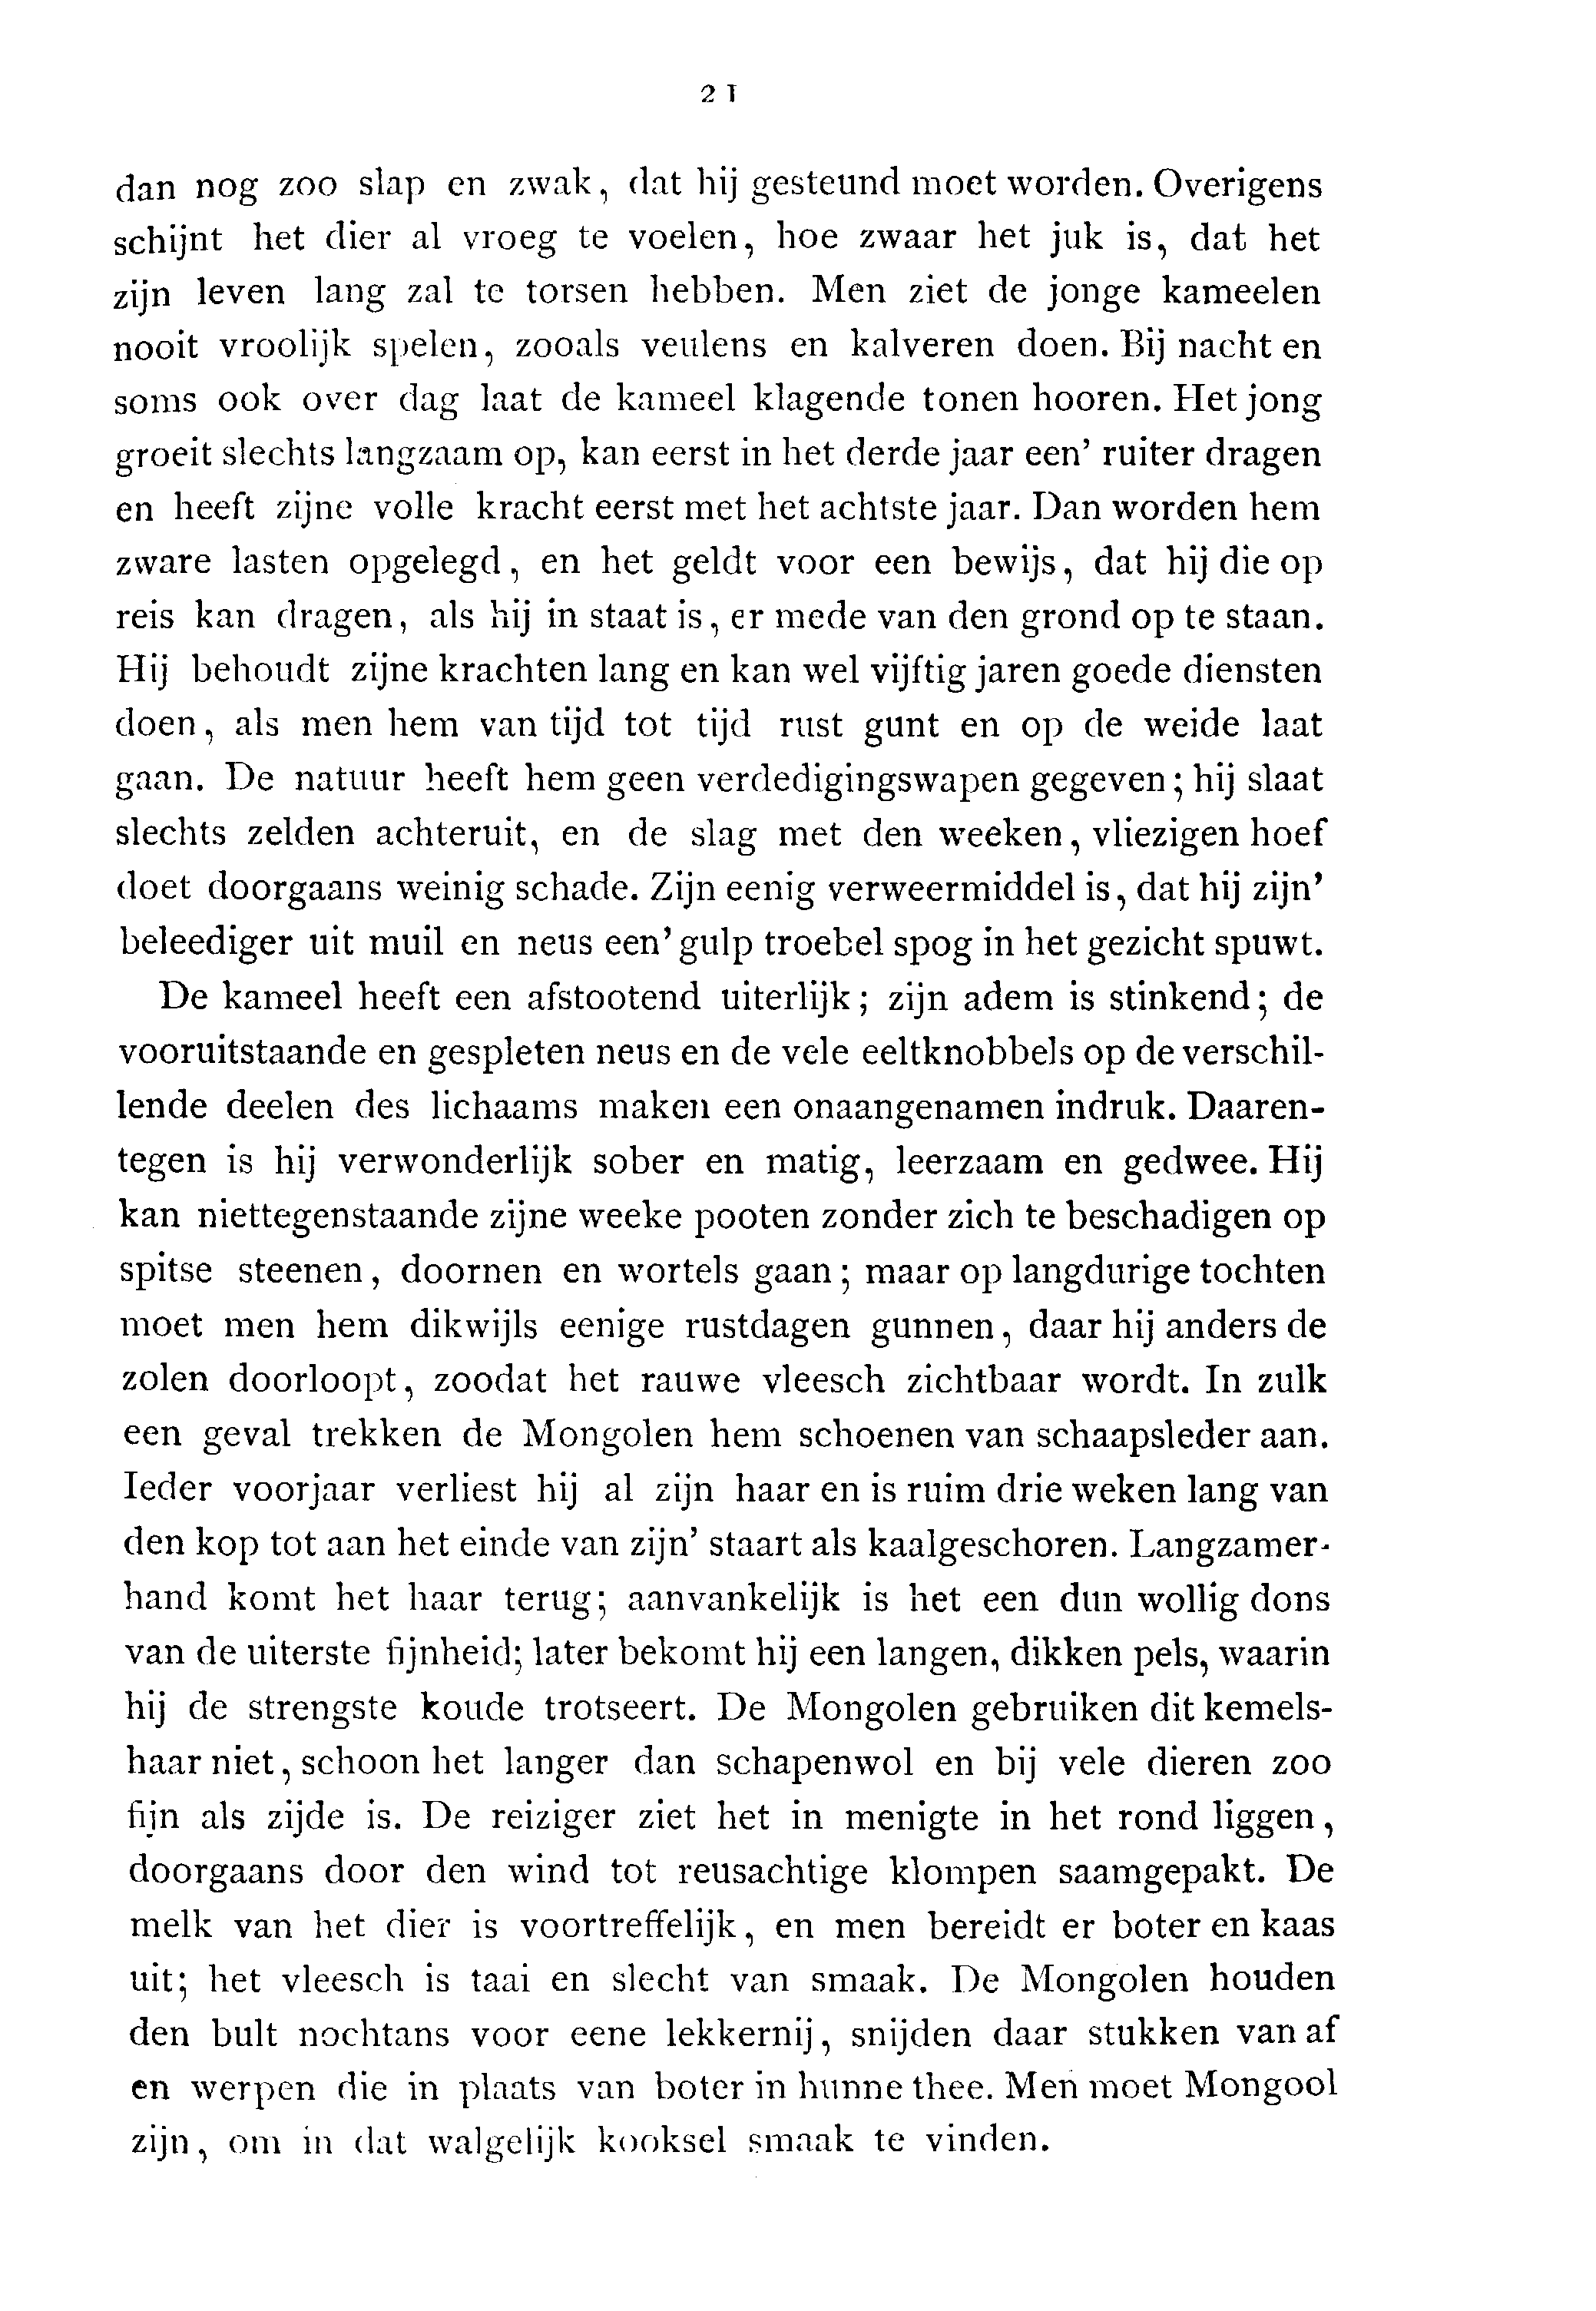 21
dan nog zoo slap en zwak, dat hij gesteund moet worden. Overigens
schijnt het dier al vroeg te voelen, hoe zwaar het juk is, dat het
zijn leven lang zal te torsen hebben. Men ziet de jonge kameelen
nooit vroolijk spelen, zooals veulens en kalveren doen. Bij nacht en
soms ook over dag laat de kameel klagende tonen hooren. Het jong
groeit slechts langzaam op, kan eerst in het derde jaar een' ruiter dragen
en heeft zijne volle kracht eerst met het achtste jaar. Dan worden hem
zware lasten opgelegd, en het geldt voor een bewijs, dat hij die op
reis kan dragen, als hij in staat is, er mede van den grond op te staan.
Hij behoudt zijne krachten lang en kan wel vijftig jaren goede diensten
doen, als men hem van tijd tot tijd rust gunt en op de weide laat
gaan. De natuur heeft hem geen verdedigingswapen gegeven; hij slaat
slechts zelden achteruit, en de slag met den weeken, vliezigen hoef
doet doorgaans weinig schade. Zijn eenig verweermiddel is, dat hij zijn'
beleediger uit muil en neus een' gulp troebel spog in het gezicht spuwt.
De kameel heeft een afstootend uiterlijk; zijn adem is stinkend; de
vooruitstaande en gespleten neus en de vele eeltknobbels op de verschil-
lende deelen des lichaams maken een onaangenamen indruk. Daaren-
tegen is hij verwonderlijk sober en matig, leerzaam en gedwee. Hij
kan niettegenstaande zijne weeke pooten zonder zich te beschadigen op
spitse steenen, doornen en wortels gaan; maar op langdurige tochten
moet men hem dikwijls eenige rustdagen gunnen, daar hij anders de
zolen doorloopt, zoodat het rauwe vleesch zichtbaar wordt. In zulk
een geval trekken de Mongolen hem schoenen van schaapsleder aan.
Ieder voorjaar verliest hij al zijn haar en is ruim drie weken lang van
den kop tot aan het einde van zijn' staart als kaalgeschoren. Langzamer-
hand komt het haar terug; aanvankelijk is het een dun wollig dons
van de uiterste fijnheid; later bekomt hij een langen, dikken pels, waarin
hij de strengste koude trotseert. De Mongolen gebruiken dit kemels-
haar niet, schoon het langer dan schapenwol en bij vele dieren zoo
fijn als zijde is. De reiziger ziet het in menigte in het rond liggen,
doorgaans door den wind tot reusachtige klompen saamgepakt. De
melk van het dier is voortreffelijk, en men bereidt er boter en kaas
uit; het vleesch is taai en slecht van smaak. De Mongolen houden
den bult nochtans voor eene lekkernij, snijden daar stukken van af
en werpen die in plaats van boter in hunne thee. Men moet Mongool
zijn, om in dat walgelijk kooksel smaak te vinden.